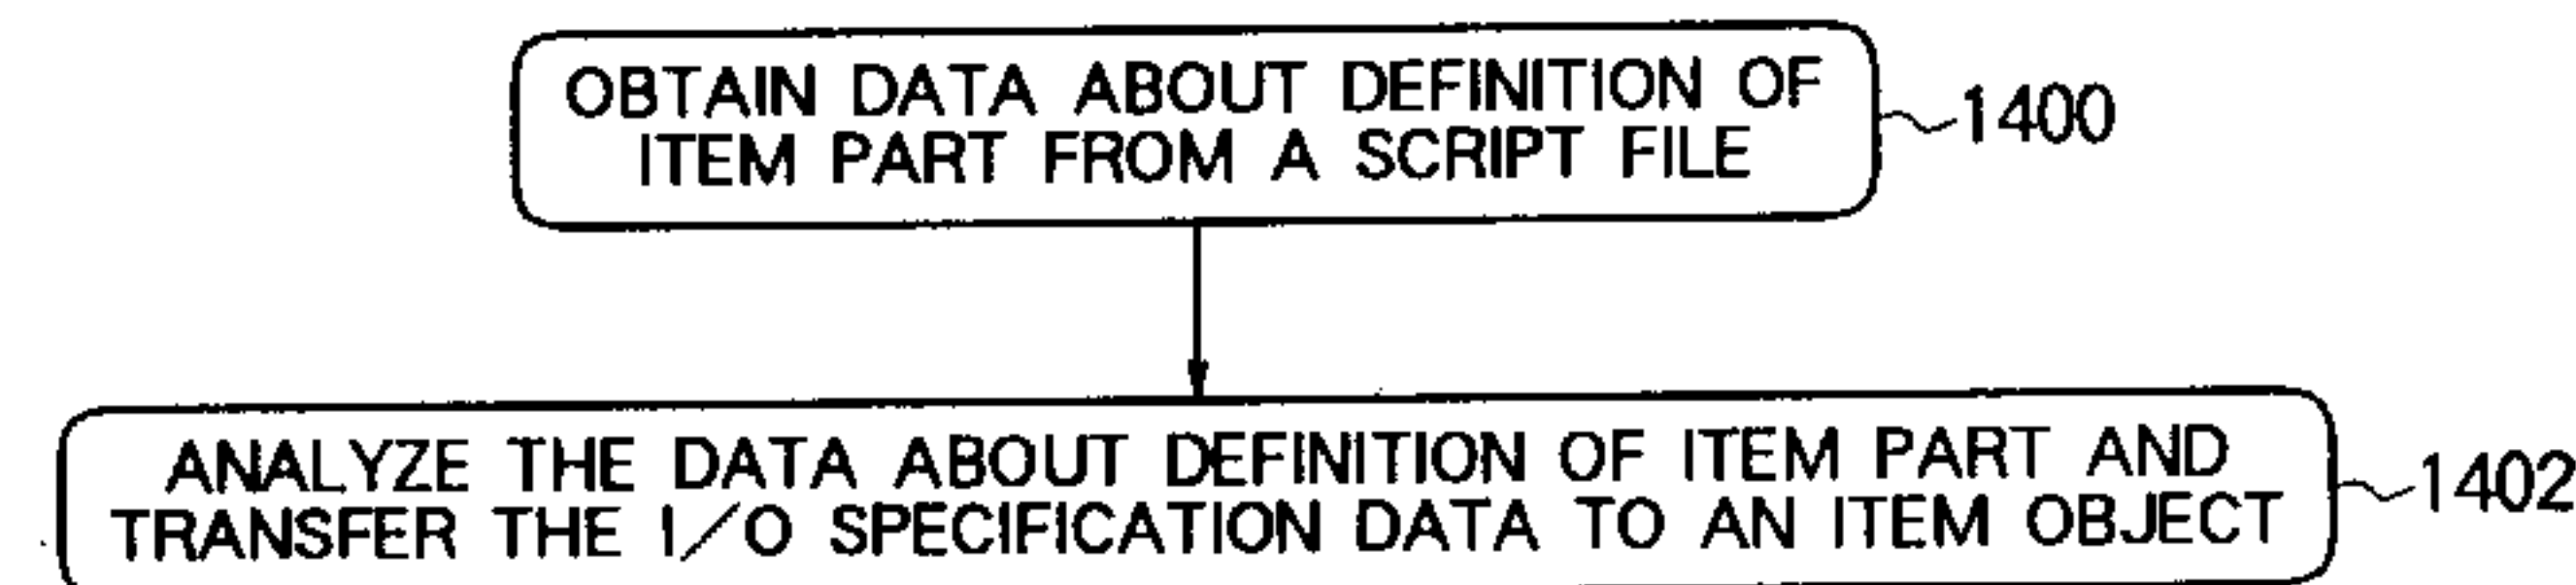 OBTAIN DATA ABOUT DEFINITION OF
ITEM PART FROM A SCRIPT FILE
1400
ANALYZE THE DATA ABOUT DEFINITION OF ITEM PART AND
TRANSFER THE I/O SPECIFICATION DATA TO AN ITEM OBJECT
1402